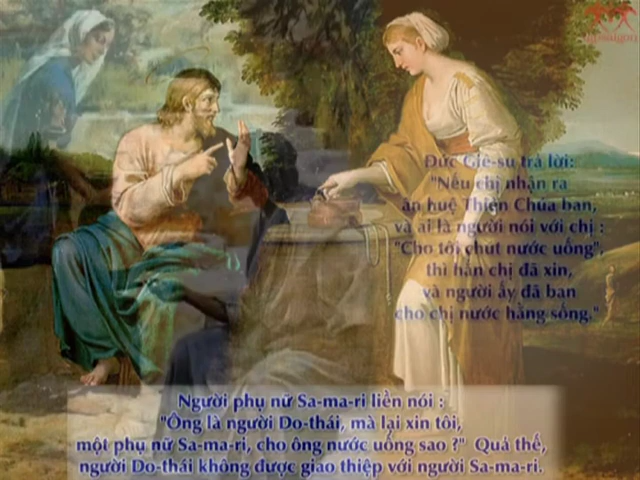 Đức Giê-su trả lời:
"Nếu chị nhận ra
ân huệ Thiên Chúa ban,
và ai là người nói với chị :
"Cho tôi chút nước uống",
thì hẳn chị đã xin,
và người ấy đã ban
cho chị nước hằng sống."
Người phụ nữ Sa-ma-ri liền nói :
"Ông là người Do-thái, mà lại xin tôi,
một phụ nữ Sa-ma-ri, cho ông nước uống sao ?" Quả thế,
người Do-thái không được giao thiệp với người Sa-ma-ri.